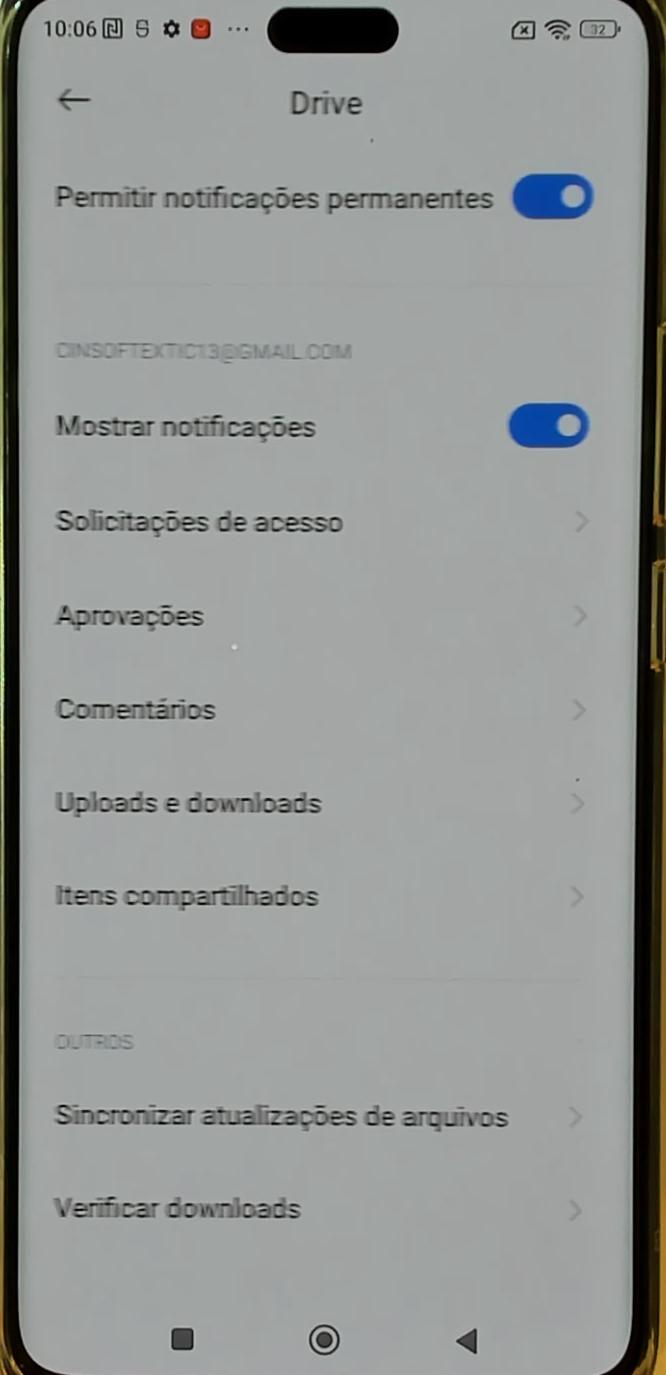 10:06
32
Drive
Permitir notificações permanentes
CINSOFTEXTIC13@GMAIL.COM
Mostrar notificações
Solicitações de acesso
Aprovações
Comentários
Uploads e downloads
Itens compartilhados
OUTROS
Sincronizar atualizações de arquivos
Verificar downloads